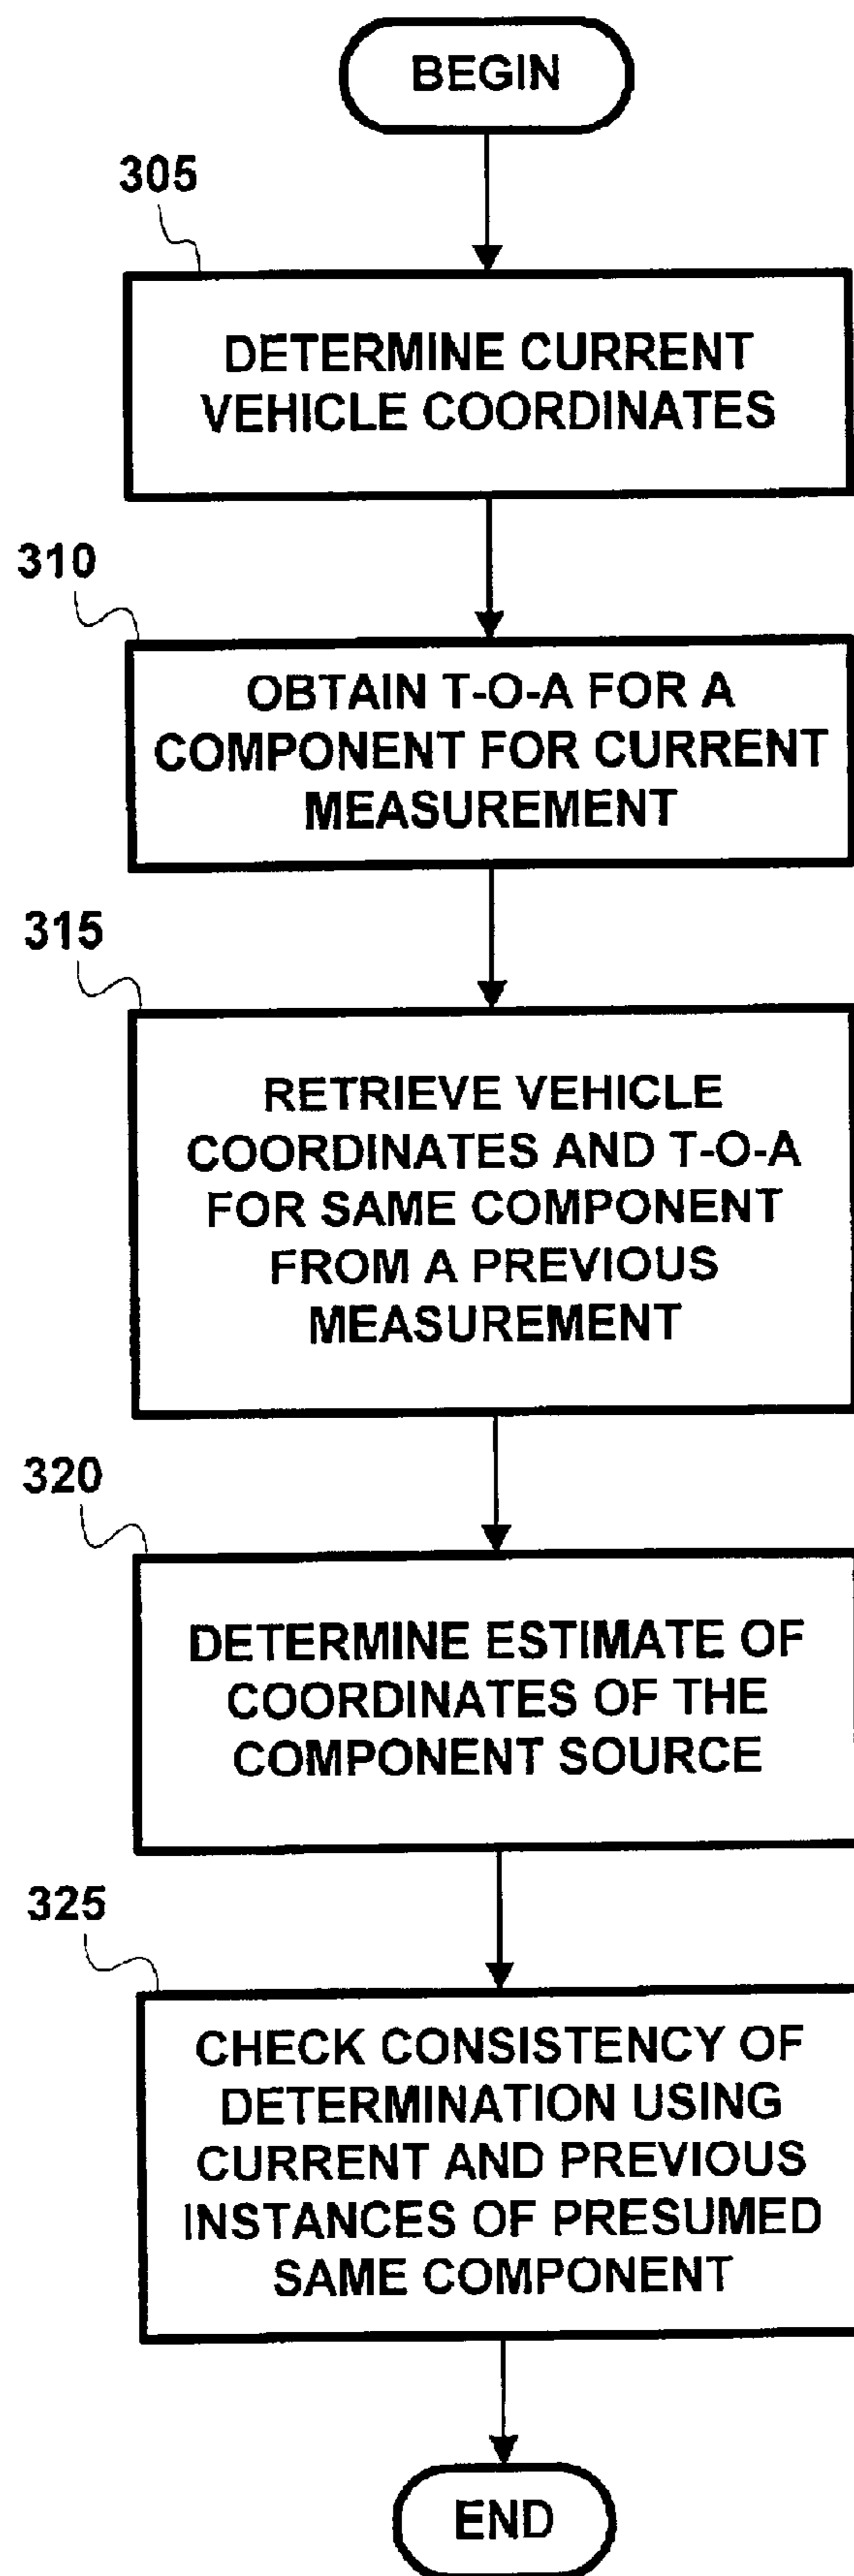 BEGIN
305
DETERMINE CURRENT
VEHICLE COORDINATES
310
OBTAIN T-O-A FOR A
COMPONENT FOR CURRENT
MEASUREMENT
315
RETRIEVE VEHICLE
COORDINATES AND T-O-A
FOR SAME COMPONENT
FROM A PREVIOUS
MEASUREMENT
320
DETERMINE ESTIMATE OF
COORDINATES OF THE
COMPONENT SOURCE
325
CHECK CONSISTENCY OF
DETERMINATION USING
CURRENT AND PREVIOUS
INSTANCES OF PRESUMED
SAME COMPONENT
END